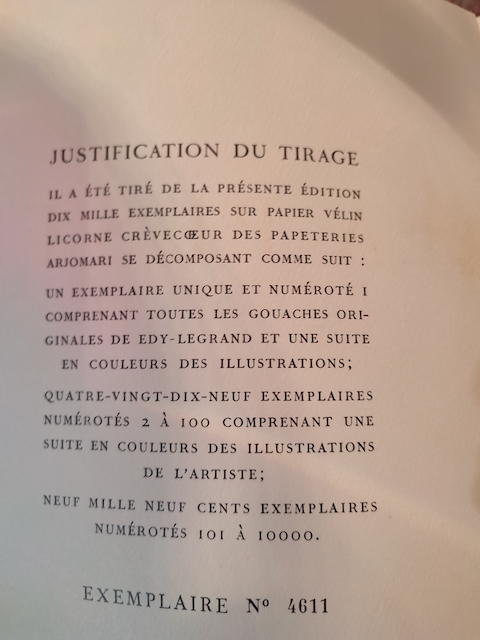 JUSTIFICATION DU TIRAGE
IL A ÉTÉ TIRÉ DE LA PRÉSENTE ÉDITION
DIX MILLE EXEMPLAIRES SUR PAPIER VÉLIN
LICORNE CRÈVECŒUR DES PAPETERIES
ARJOMARI SE DÉCOMPOSANT COMME SUIT :
UN EXEMPLAIRE UNIQUE ET NUMÉROTÉ I
COMPRENANT TOUTES LES GOUACHES ORI-
GINALES DE EDY-LEGRAND ET UNE SUITE
EN COULEURS DES ILLUSTRATIONS;
QUATRE-VINGT-DIX-NEUF EXEMPLAIRES
NUMÉROTÉS 2 À 100 COMPRENANT UNE
SUITE EN COULEURS DES ILLUSTRATIONS
DE L'ARTISTE;
NEUF MILLE NEUF CENTS EXEMPLAIRES
NUMÉROTÉS 101 À 10000.
EXEMPLAIRE Nº 4611